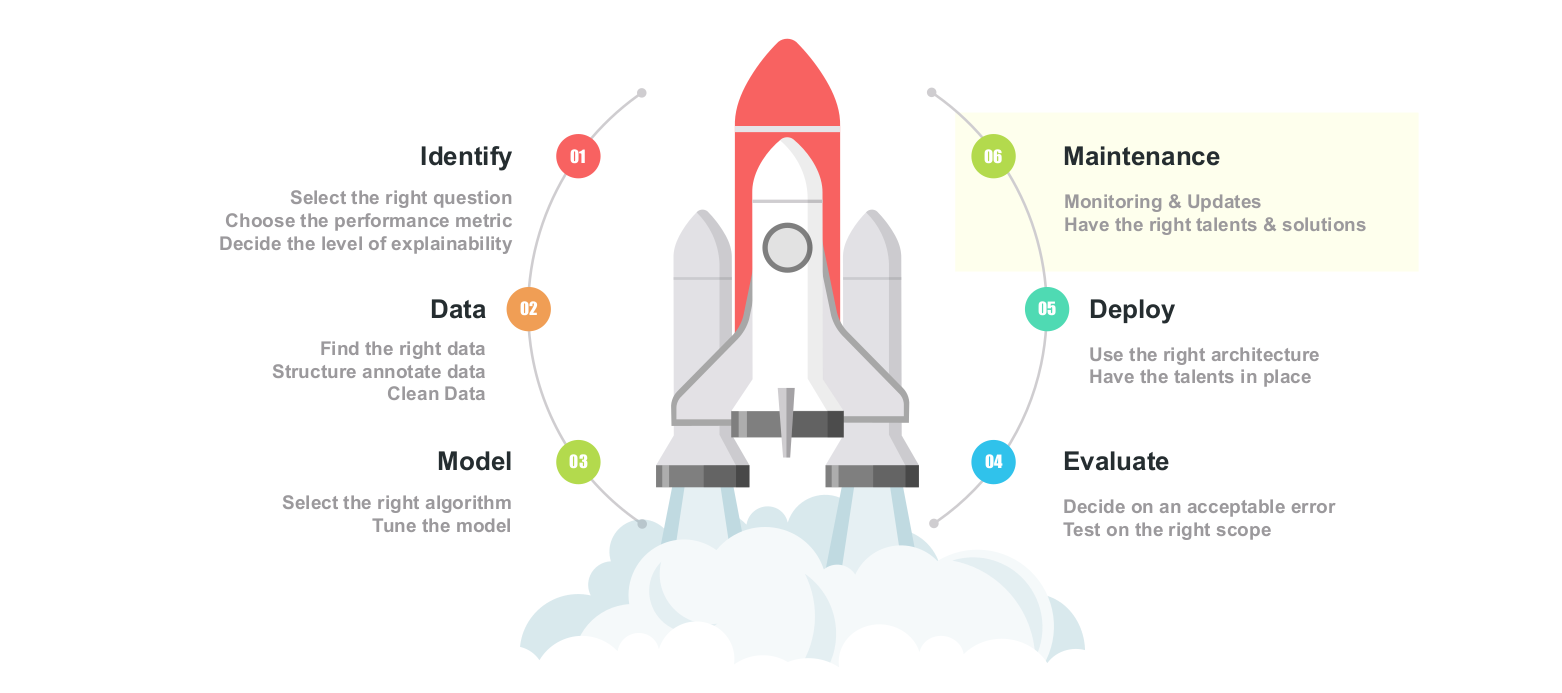 01
Identify
Select the right question
Choose the performance metric
Decide the level of explainability
02
Data
Find the right data
Structure annotate data
Clean Data
03
Model
Select the right algorithm
Tune the model
04
Evaluate
Decide on an acceptable error
Test on the right scope
05
Deploy
Use the right architecture
Have the talents in place
06
Maintenance
Monitoring & Updates
Have the right talents & solutions